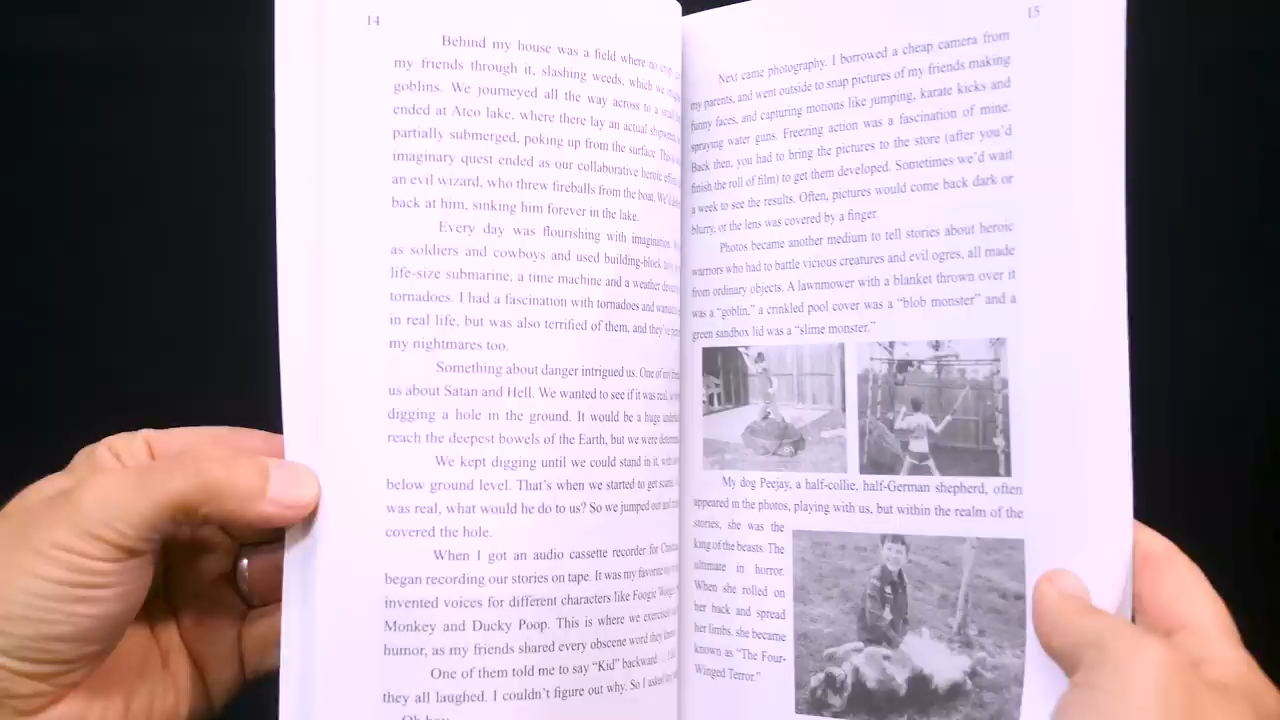 14
Behind my house was a field where no
my friends through it, slashing weeds, which we
goblins. We journeyed all the way across to a small
ended at Atco lake, where there lay an actual
partially submerged, poking up from the surface. This
imaginary quest ended as our collaborative heroic
an evil wizard, who threw fireballs from the boat. We'd
back at him, sinking him forever in the lake.
Every day was flourishing with imagination.
as soldiers and cowboys and used building-block
life-size submarine, a time machine and a weather
tornadoes. I had a fascination with tornadoes and
in real life, but was also terrified of them, and they've
my nightmares too.
Something about danger intrigued us. One of my
us about Satan and Hell. We wanted to see if it was real,
digging a hole in the ground. It would be a huge
reach the deepest bowels of the Earth, but we were
We kept digging until we could stand in it,
below ground level. That's when we started to get
was real, what would he do to us? So we jumped out
covered the hole.
When I got an audio cassette recorder for
began recording our stories on tape. It was my favorite
invented voices for different characters like Foogie
Monkey and Ducky Poop. This is where we
humor, as my friends shared every obscene word they
One of them told me to say “Kid” backward
they all laughed. I couldn't figure out why. So I
15
Next came photography. I borrowed a cheap camera from
my parents, and went outside to snap pictures of my friends making
funny faces, and capturing motions like jumping, karate kicks and
spraying water guns. Freezing action was a fascination of mine.
Back then, you had to bring the pictures to the store (after you'd
finish the roll of film) to get them developed. Sometimes we'd wait
a week to see the results. Often, pictures would come back dark or
blurry, or the lens was covered by a finger.
Photos became another medium to tell stories about heroic
warriors who had to battle vicious creatures and evil ogres, all made
from ordinary objects. A lawnmower with a blanket thrown over it
was a “goblin,” a crinkled pool cover was a “blob monster” and a
green sandbox lid was a “slime monster.”
My dog Peejay, a half-collie, half-German shepherd, often
appeared in the photos, playing with us, but within the realm of the
stories, she was the
king of the beasts. The
ultimate in horror.
When she rolled on
her back and spread
her limbs, she became
known as “The Four-
Winged Terror.”